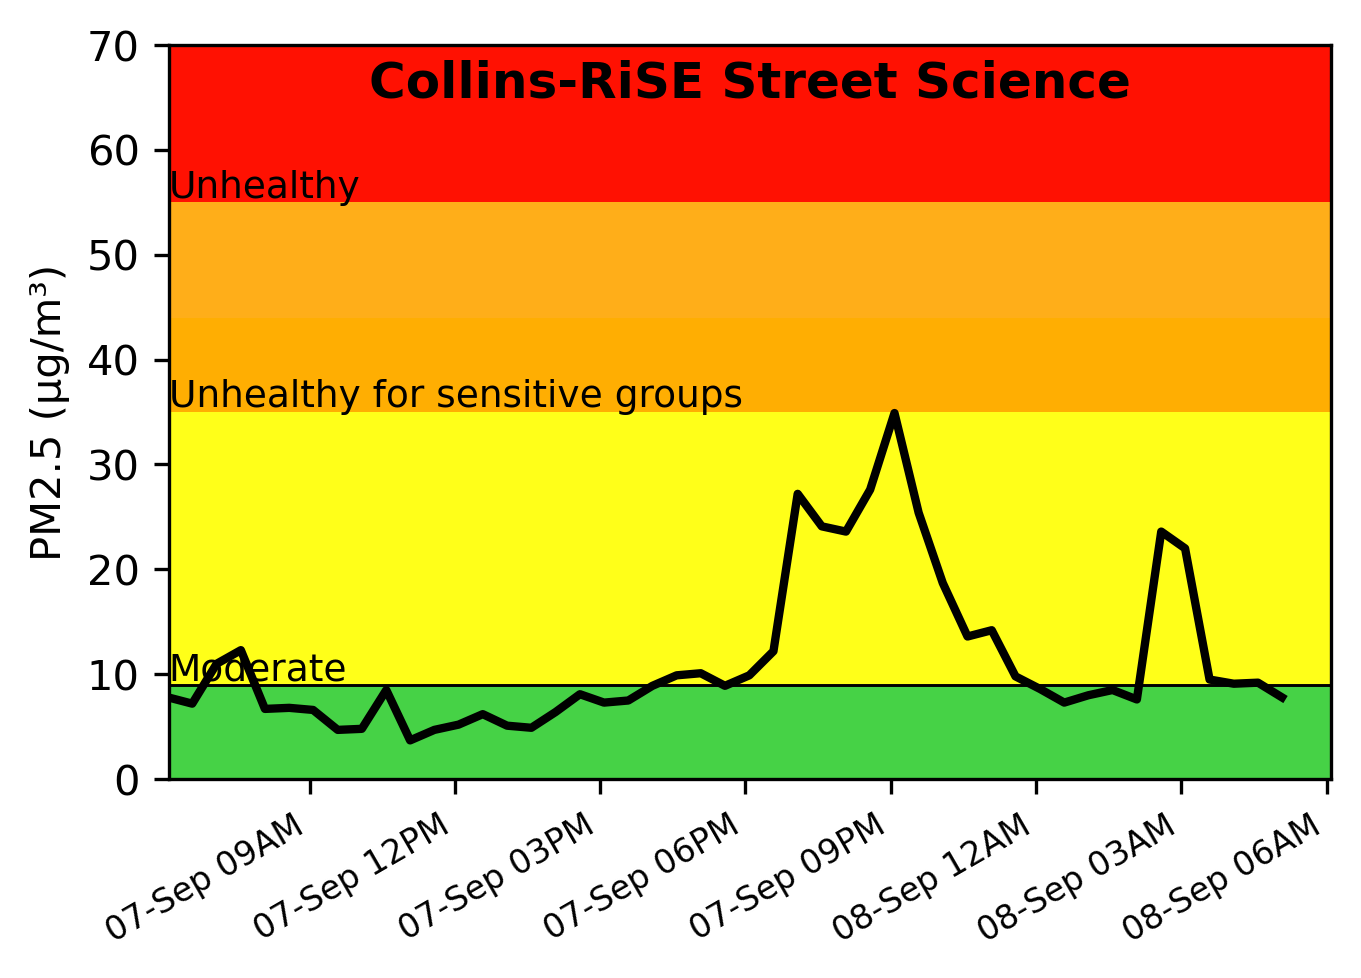 Collins-RiSE Street Science
70
60
50
40
30
20
10
0
PM2.5 (µg/m³)
Unhealthy
Unhealthy for sensitive groups
Moderate
07-Sep 09AM
07-Sep 12PM
07-Sep 03PM
07-Sep 06PM
07-Sep 09PM
08-Sep 12AM
08-Sep 03AM
08-Sep 06AM